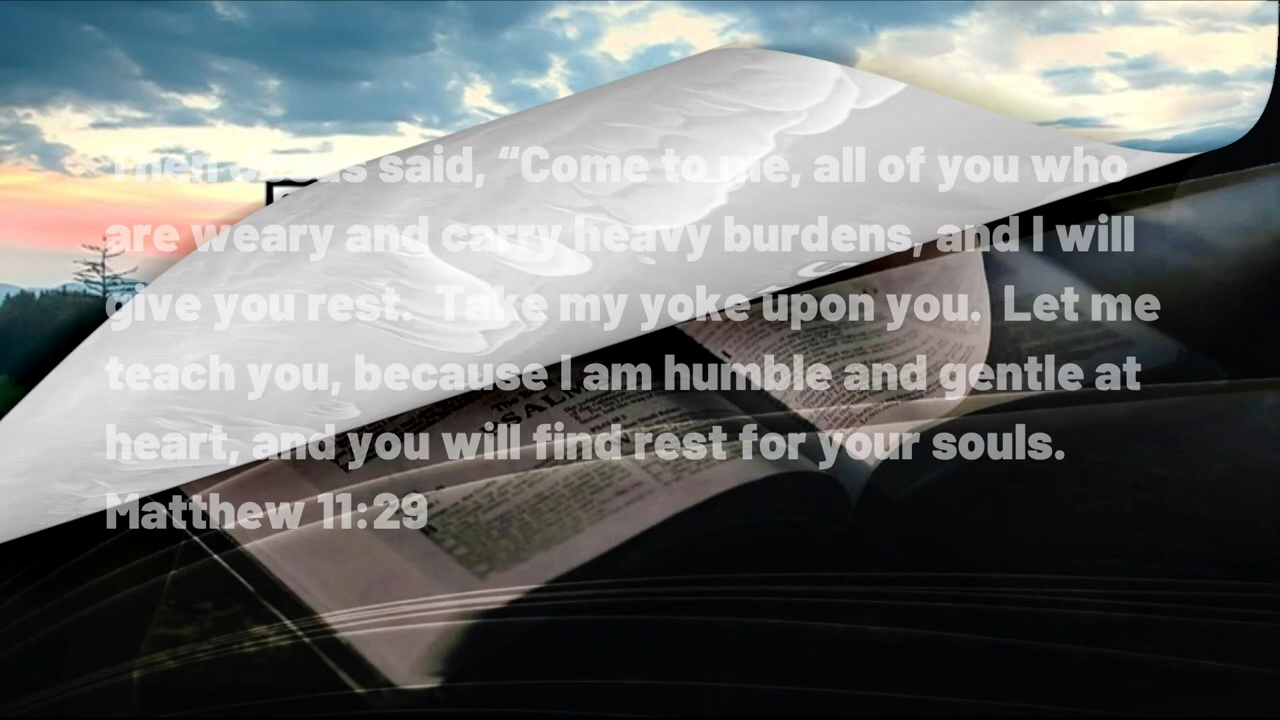 Then Jesus said, “Come to me, all of you who
are weary and carry heavy burdens, and I will
give you rest.  Take my yoke upon you.  Let me
teach you, because I am humble and gentle at
heart, and you will find rest for your souls.
Matthew 11:29